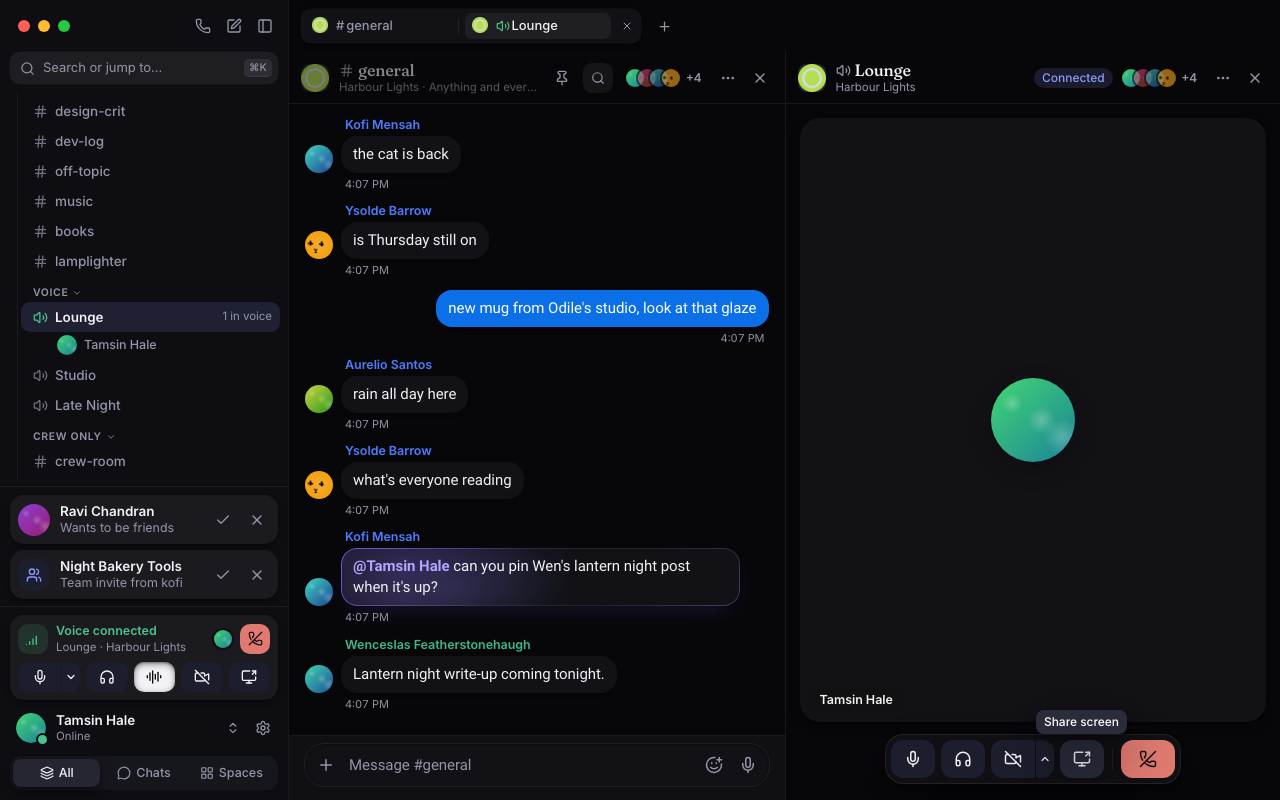 Search or jump to...
⌘K
design-crit
dev-log
off-topic
music
books
lamplighter
VOICE
Lounge
1 in voice
Tamsin Hale
Studio
Late Night
CREW ONLY
crew-room
Ravi Chandran
Wants to be friends
Night Bakery Tools
Team invite from kofi
Voice connected
Lounge · Harbour Lights
Tamsin Hale
Online
All
Chats
Spaces
# general
Lounge
# general
Harbour Lights · Anything and ever...
+4
Kofi Mensah
the cat is back
4:07 PM
Ysolde Barrow
is Thursday still on
4:07 PM
new mug from Odile's studio, look at that glaze
4:07 PM
Aurelio Santos
rain all day here
4:07 PM
Ysolde Barrow
what's everyone reading
4:07 PM
Kofi Mensah
@Tamsin Hale can you pin Wen's lantern night post
when it's up?
4:07 PM
Wenceslas Featherstonehaugh
Lantern night write-up coming tonight.
4:07 PM
Message #general
Lounge
Harbour Lights
Connected
+4
Tamsin Hale
Share screen